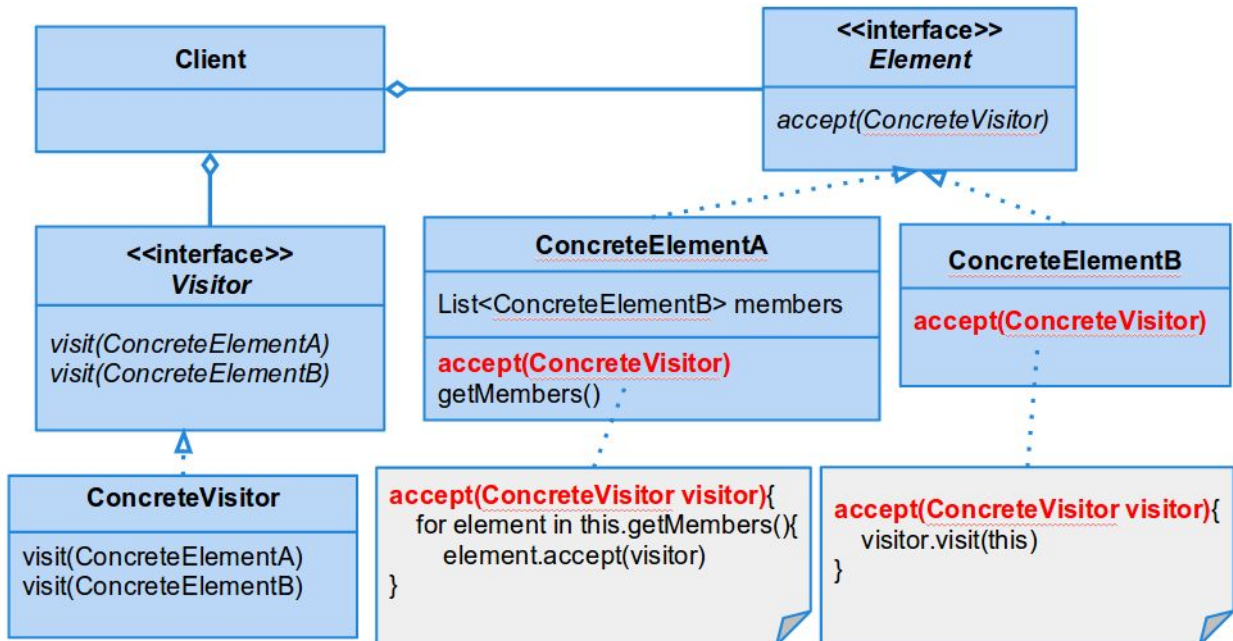 Client
<<interface>>
Element
accept(ConcreteVisitor)
<<interface>>
Visitor
visit(ConcreteElementA)
visit(ConcreteElementB)
ConcreteElementA
List<ConcreteElementB> members
accept(ConcreteVisitor)
getMembers()
ConcreteElementB
accept(ConcreteVisitor)
ConcreteVisitor
visit(ConcreteElementA)
visit(ConcreteElementB)
accept(ConcreteVisitor visitor){
for element in this.getMembers(){
element.accept(visitor)
}
accept(ConcreteVisitor visitor){
visitor.visit(this)
}